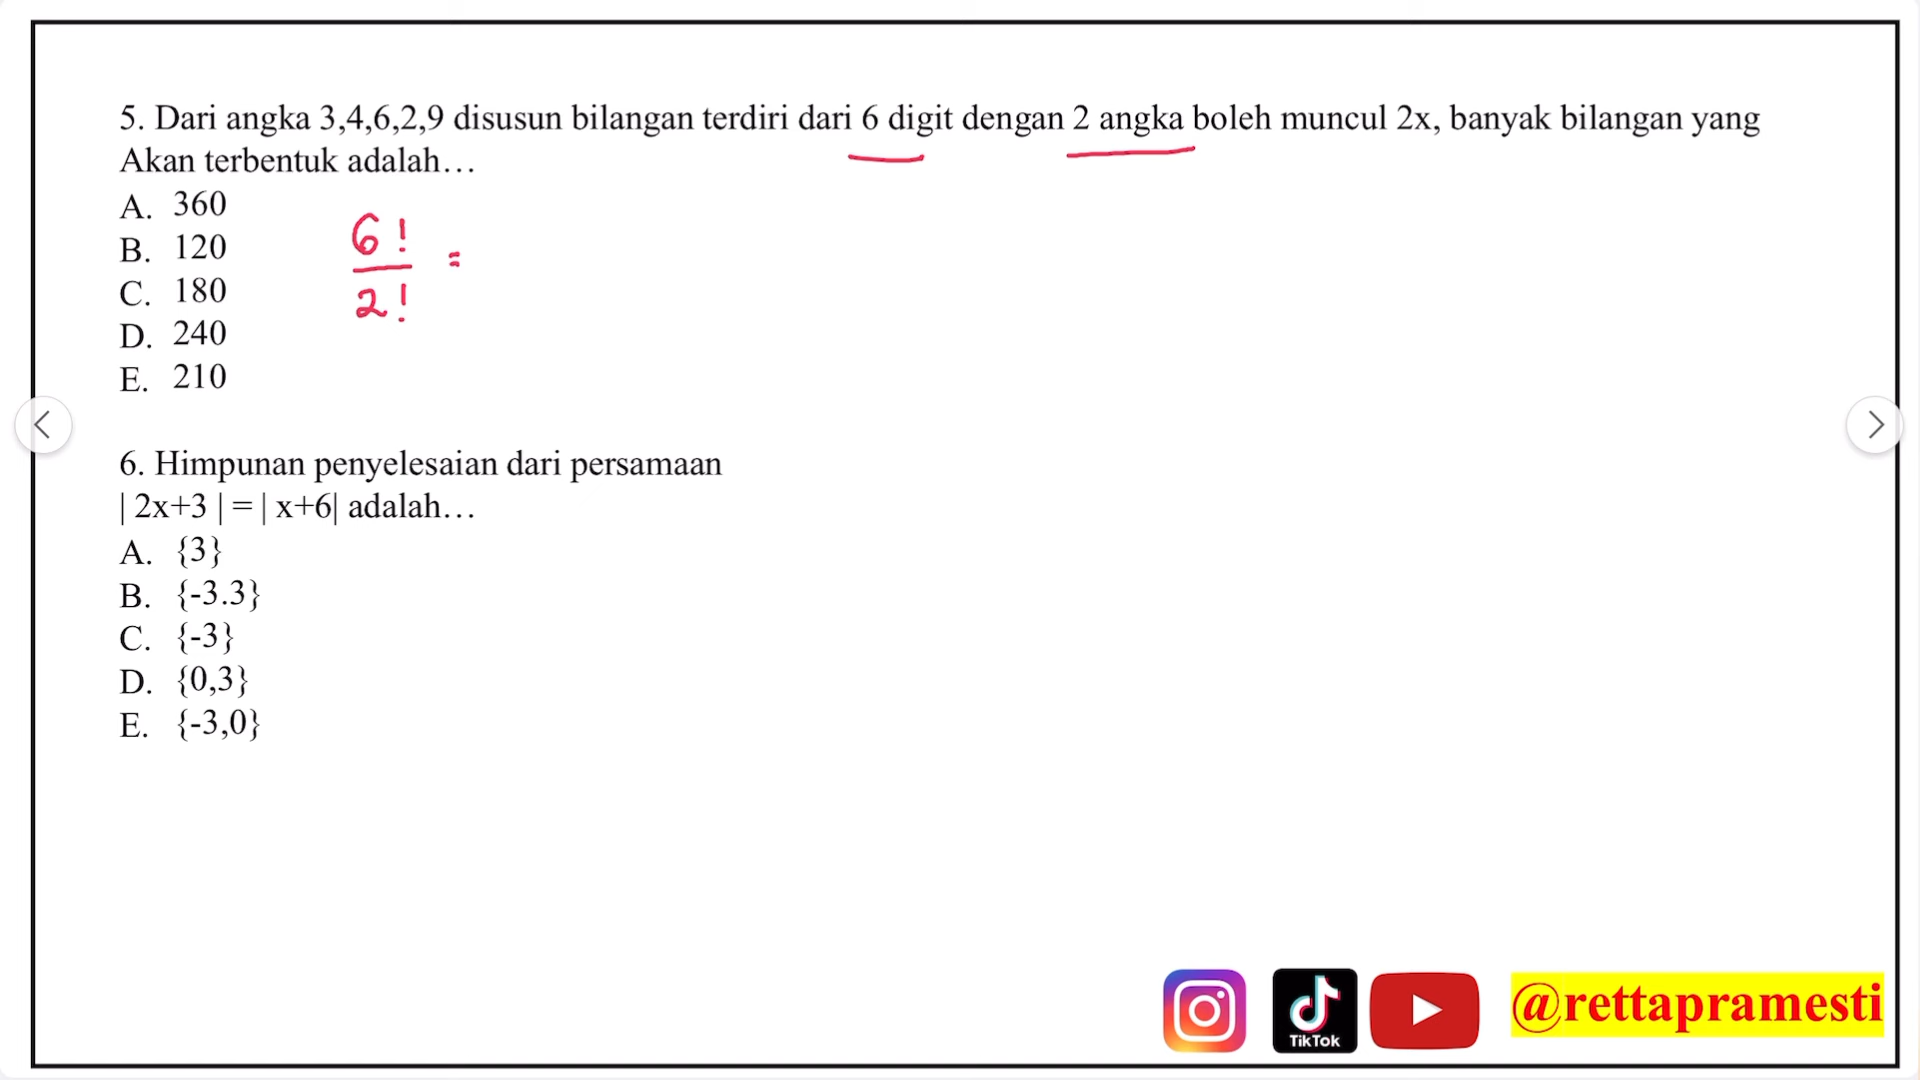 5. Dari angka 3,4,6,2,9 disusun bilangan terdiri dari 6 digit dengan 2 angka boleh muncul 2x, banyak bilangan yang
Akan terbentuk adalah…
A. 360
B. 120
C. 180
D. 240
E. 210
6!
=
2!
6. Himpunan penyelesaian dari persamaan
| 2x+3 | = | x+6| adalah…
A. {3}
B. {-3.3}
C. {-3}
D. {0,3}
E. {-3,0}
TikTok
@rettapramesti